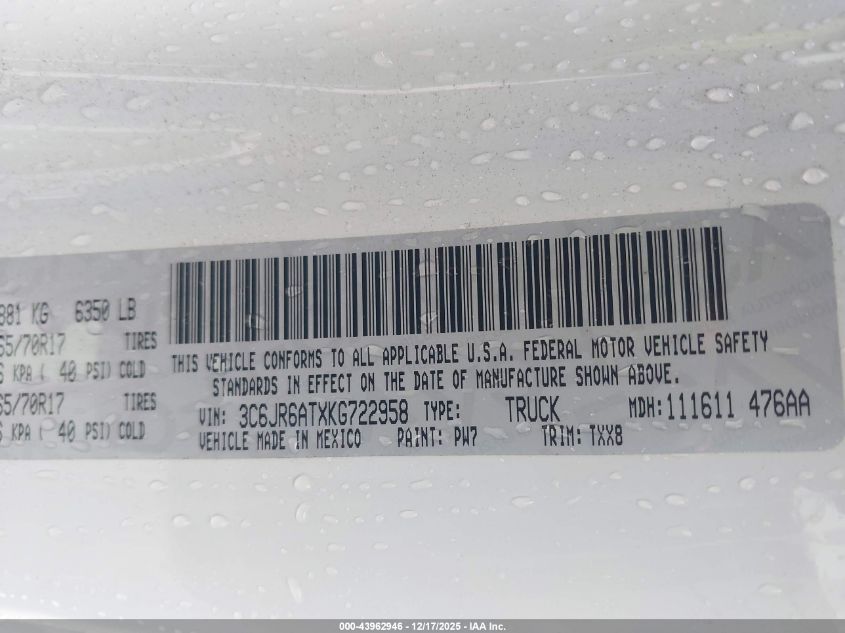 881 KG 6350 LB
65/70R17 TIRES
KPA ( 40 PSI) COLD
65/70R17 TIRES
KPA ( 40 PSI) COLD
THIS VEHICLE CONFORMS TO ALL APPLICABLE U.S.A. FEDERAL MOTOR VEHICLE SAFETY
STANDARDS IN EFFECT ON THE DATE OF MANUFACTURE SHOWN ABOVE.
VIN: 3C6JR6ATXKG722958 TYPE: TRUCK MDH: 111611 476AA
VEHICLE MADE IN MEXICO PAINT: PW7 TRIM: TXX8
000-43962946 - 12/17/2025 - IAA Inc.